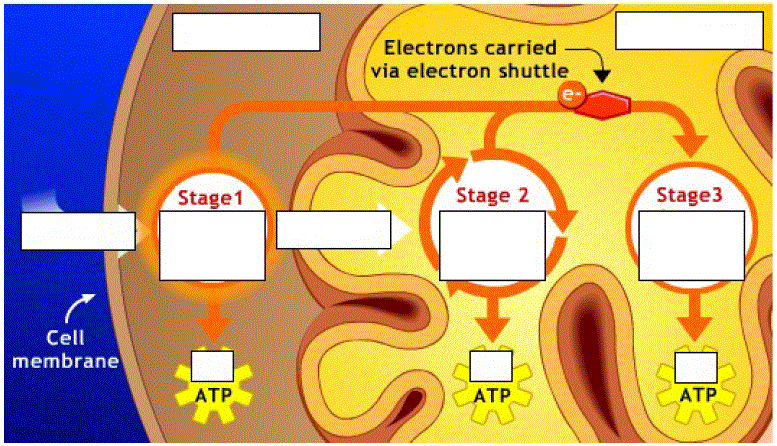 Electrons carried
via electron shuttle
e-
Stage1
Stage 2
Stage3
Cell
membrane
ATP
ATP
ATP